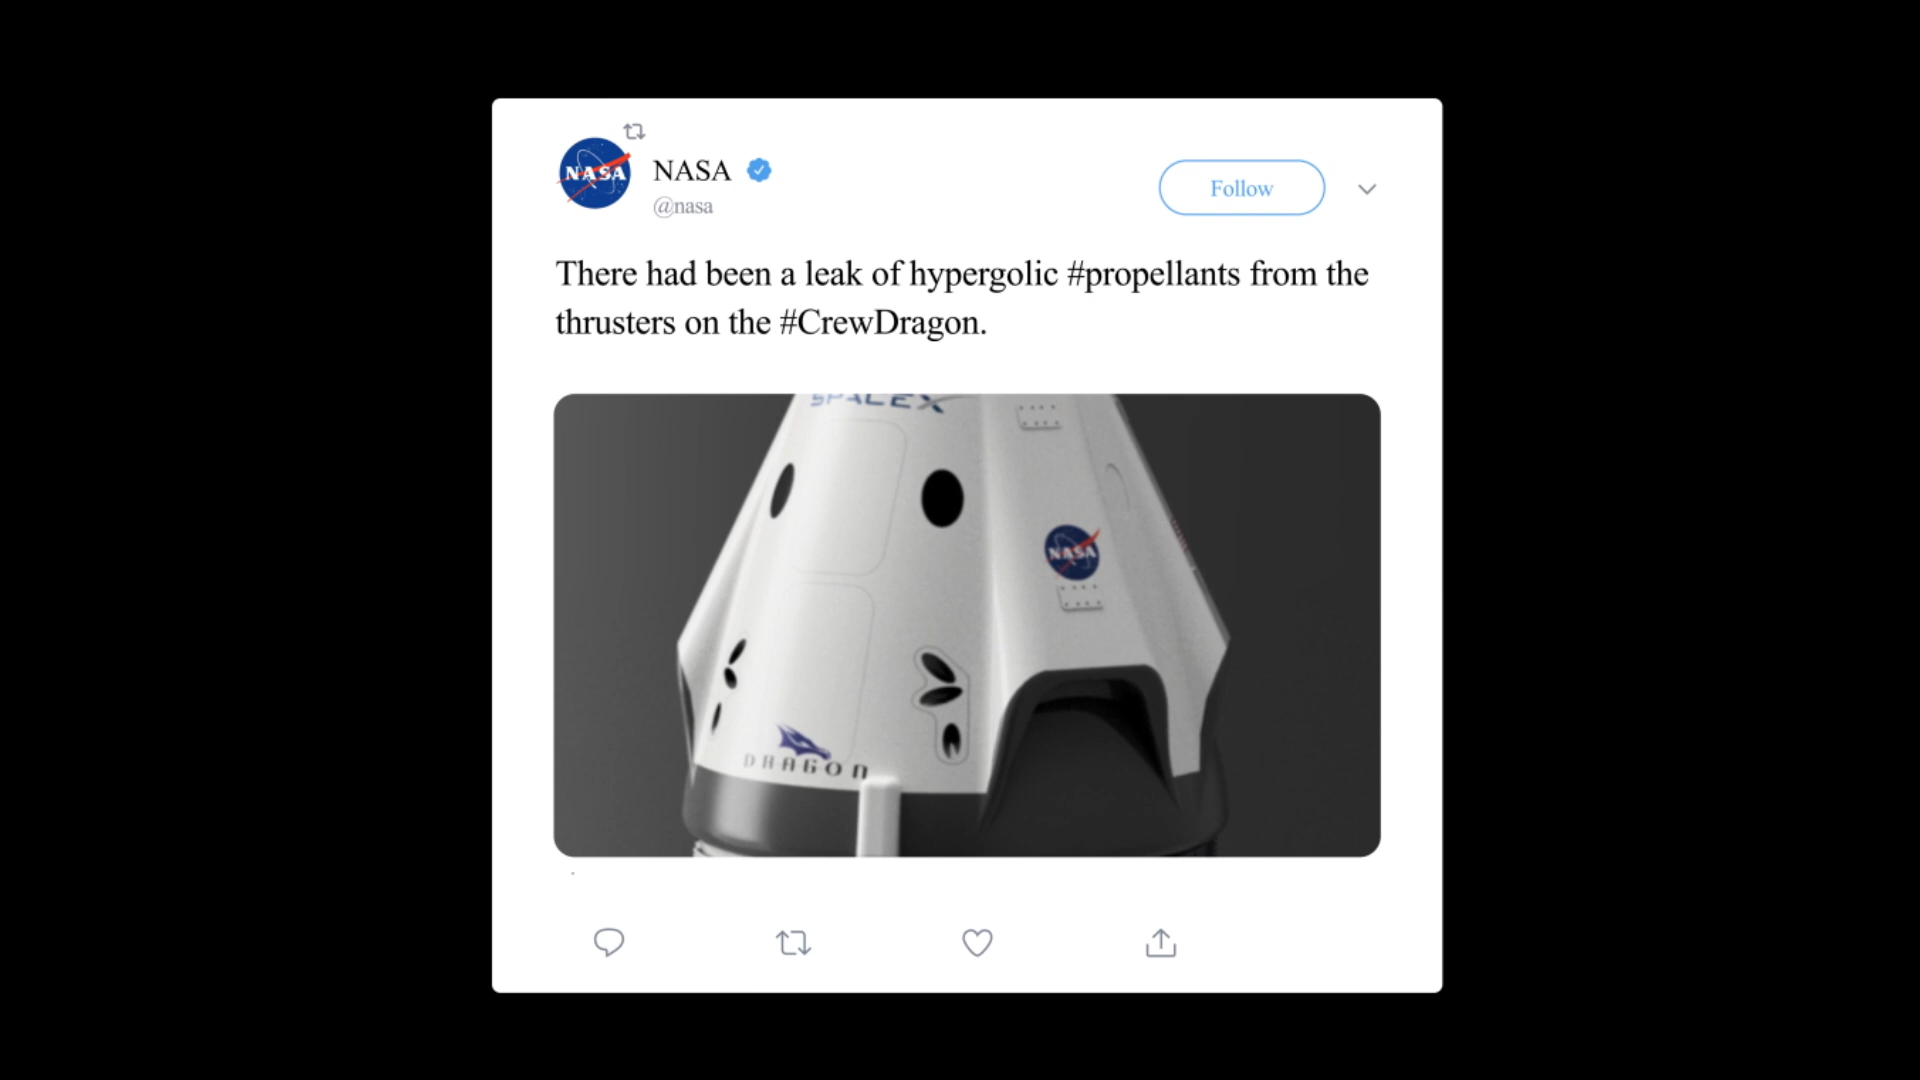 NASA
NASA
@nasa
Follow
There had been a leak of hypergolic #propellants from the
thrusters on the #CrewDragon.
SPACEX
NASA
DRAGON